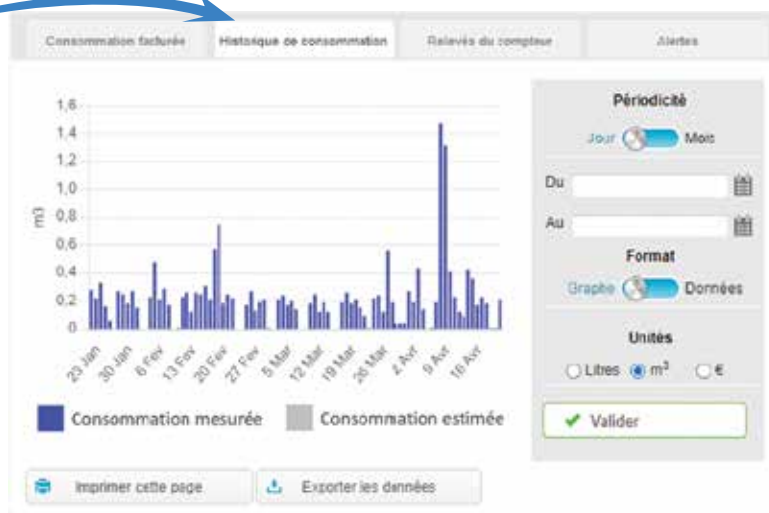 Consommation facturée Historique de consommation Relevés du compteur Alertes
1,6
1,4
1,2
1,0
0,8
0,6
0,4
0,2
0
m3
23 Jan 30 Jan 6 Fev 13 Fev 20 Fev 27 Fev 5 Mar 12 Mar 19 Mar 26 Mar 2 Avr 9 Avr 16 Avr
Consommation mesurée Consommation estimée
Imprimer cette page Exporter les données
Périodicité
Jour Mois
Du
Au
Format
Graphe Données
Unités
Litres m³ €
Valider